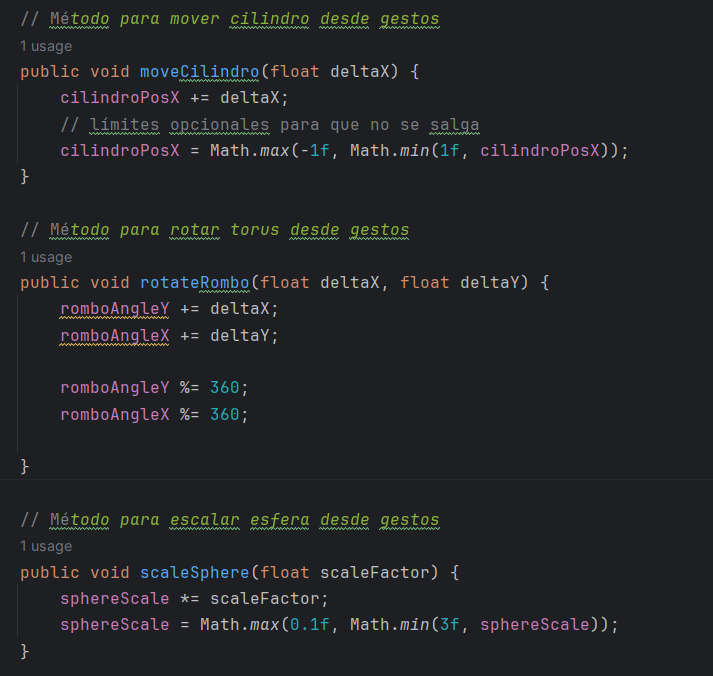 // Método para mover cilindro desde gestos
1 usage
public void moveCilindro(float deltaX) {
    cilindroPosX += deltaX;
    // límites opcionales para que no se salga
    cilindroPosX = Math.max(-1f, Math.min(1f, cilindroPosX));
}
// Método para rotar torus desde gestos
1 usage
public void rotateRombo(float deltaX, float deltaY) {
    romboAngleY += deltaX;
    romboAngleX += deltaY;
    romboAngleY %= 360;
    romboAngleX %= 360;
}
// Método para escalar esfera desde gestos
1 usage
public void scaleSphere(float scaleFactor) {
    sphereScale *= scaleFactor;
    sphereScale = Math.max(0.1f, Math.min(3f, sphereScale));
}